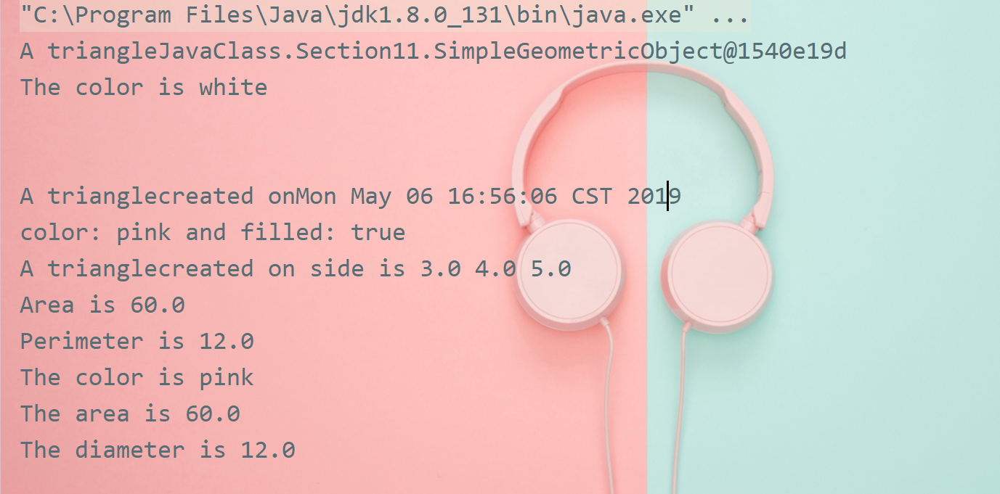 "C:\Program Files\Java\jdk1.8.0_131\bin\java.exe" ...
A triangleJavaClass.Section11.SimpleGeometricObject@1540e19d
The color is white
A trianglecreated onMon May 06 16:56:06 CST 2019
color: pink and filled: true
A trianglecreated on side is 3.0 4.0 5.0
Area is 60.0
Perimeter is 12.0
The color is pink
The area is 60.0
The diameter is 12.0